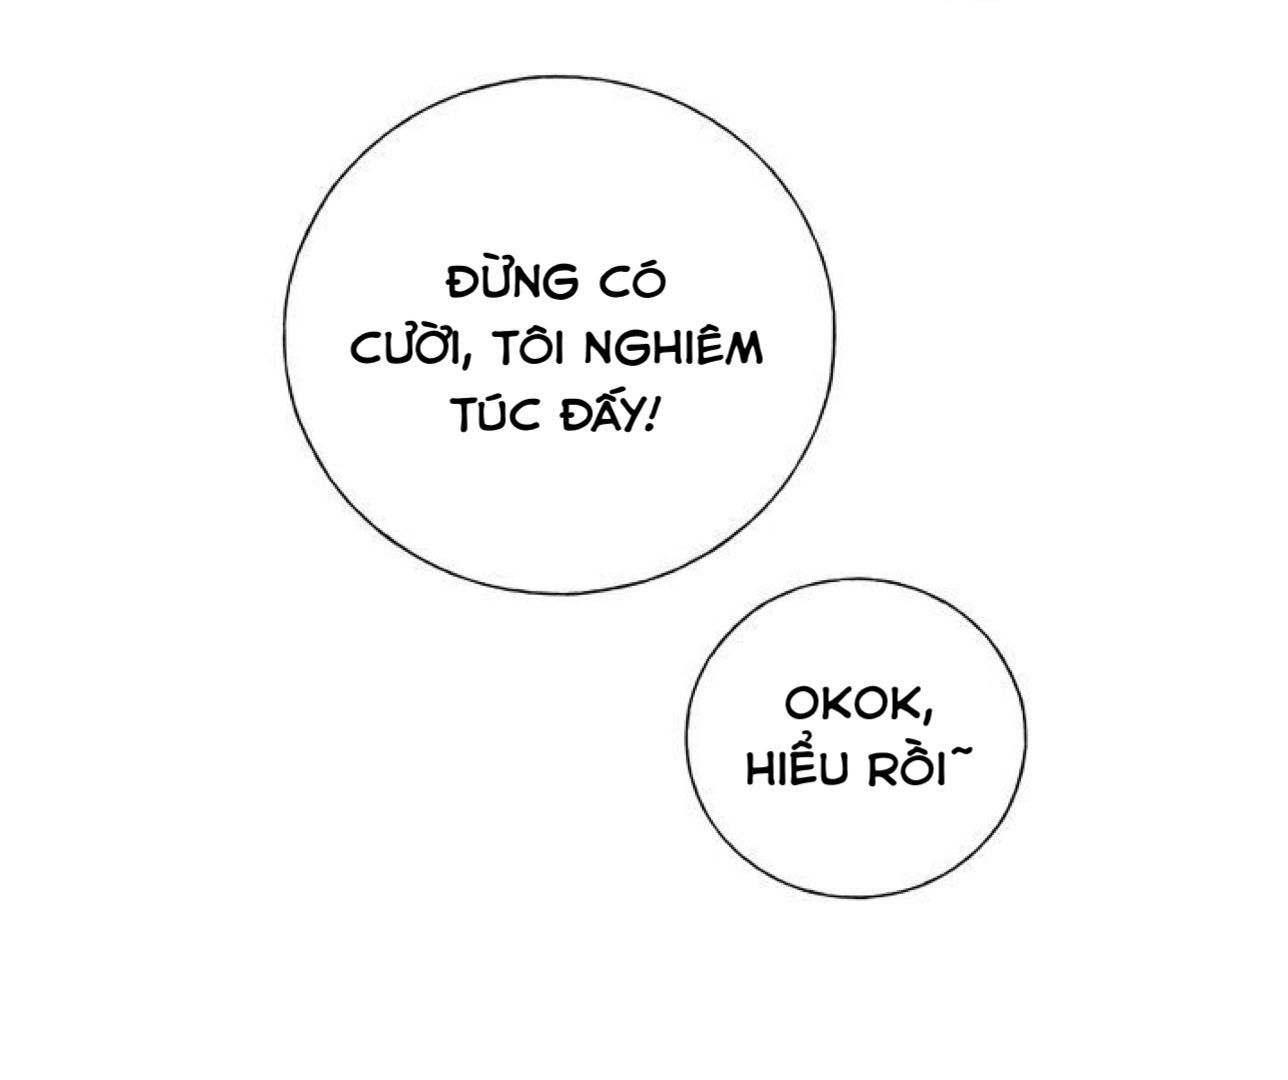 ĐỪNG CÓ
CƯỜI, TÔI NGHIÊM
TÚC ĐẤY!
OKOK,
HIỂU RỒI~